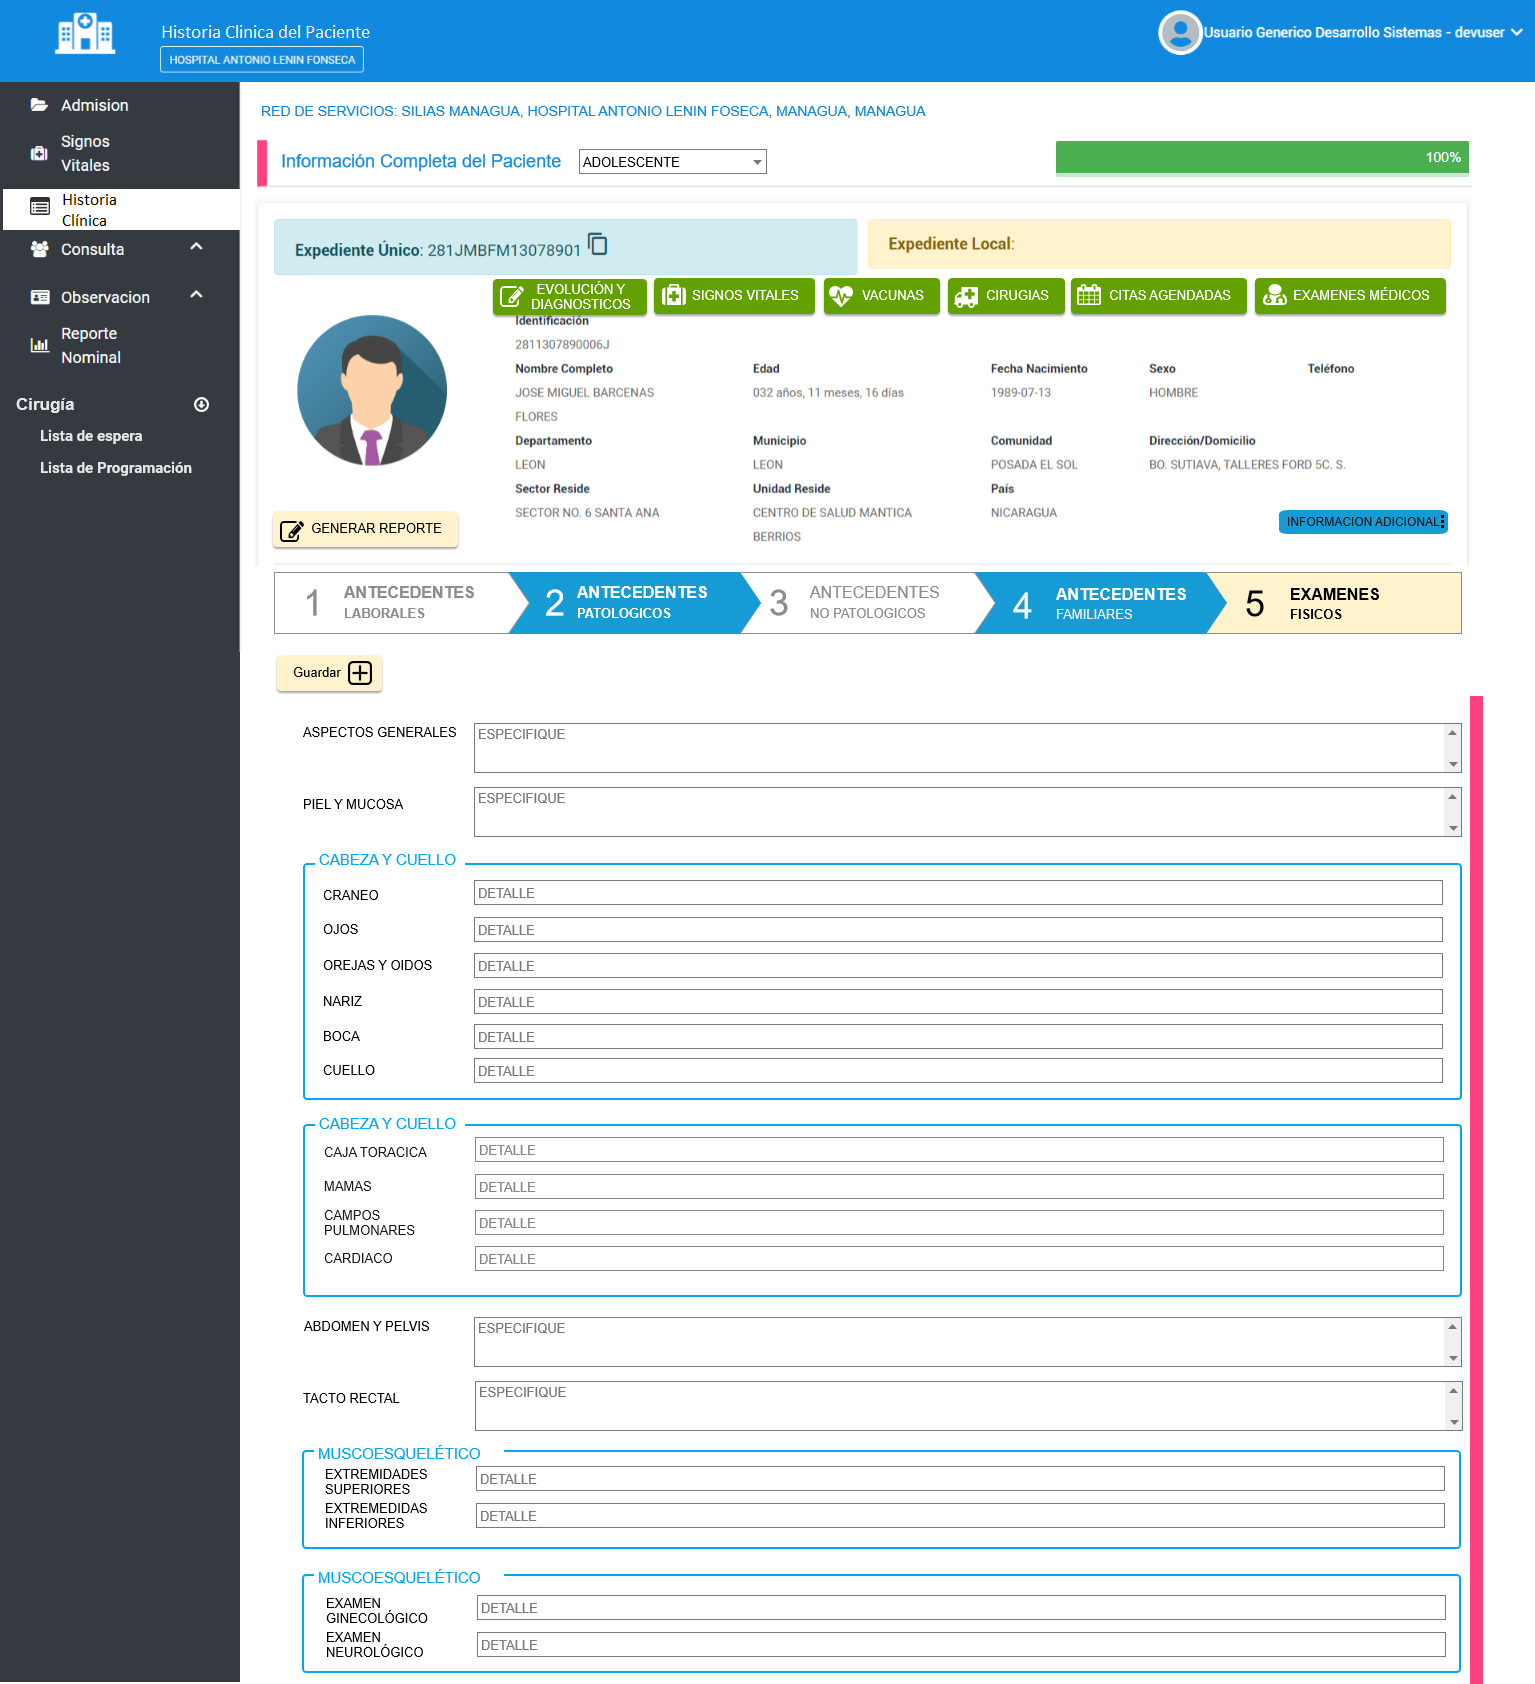 Historia Clinica del Paciente
HOSPITAL ANTONIO LENIN FONSECA
Usuario Generico Desarrollo Sistemas - devuser
Admision
Signos
Vitales
Historia
Clínica
Consulta
Observacion
Reporte
Nominal
Cirugía
Lista de espera
Lista de Programación
RED DE SERVICIOS: SILIAS MANAGUA, HOSPITAL ANTONIO LENIN FOSECA, MANAGUA, MANAGUA
Información Completa del Paciente
ADOLESCENTE
100%
Expediente Único: 281JMBFM13078901
Expediente Local:
EVOLUCIÓN Y
DIAGNOSTICOS
SIGNOS VITALES
VACUNAS
CIRUGIAS
CITAS AGENDADAS
EXAMENES MÉDICOS
Identificación
2811307890006J
Nombre Completo
JOSE MIGUEL BARCENAS
FLORES
Edad
032 años, 11 meses, 16 días
Fecha Nacimiento
1989-07-13
Sexo
HOMBRE
Teléfono
Departamento
LEON
Municipio
LEON
Comunidad
POSADA EL SOL
Dirección/Domicilio
BO. SUTIAVA, TALLERES FORD 5C. S.
Sector Reside
SECTOR NO. 6 SANTA ANA
Unidad Reside
CENTRO DE SALUD MANTICA
BERRIOS
País
NICARAGUA
GENERAR REPORTE
INFORMACION ADICIONAL
1 ANTECEDENTES
LABORALES
2 ANTECEDENTES
PATOLOGICOS
3 ANTECEDENTES
NO PATOLOGICOS
4 ANTECEDENTES
FAMILIARES
5 EXAMENES
FISICOS
Guardar
ASPECTOS GENERALES ESPECIFIQUE
PIEL Y MUCOSA ESPECIFIQUE
CABEZA Y CUELLO
CRANEO DETALLE
OJOS DETALLE
OREJAS Y OIDOS DETALLE
NARIZ DETALLE
BOCA DETALLE
CUELLO DETALLE
CABEZA Y CUELLO
CAJA TORACICA DETALLE
MAMAS DETALLE
CAMPOS
PULMONARES DETALLE
CARDIACO DETALLE
ABDOMEN Y PELVIS ESPECIFIQUE
TACTO RECTAL ESPECIFIQUE
MUSCOESQUELÉTICO
EXTREMIDADES
SUPERIORES DETALLE
EXTREMEDIDAS
INFERIORES DETALLE
MUSCOESQUELÉTICO
EXAMEN
GINECOLÓGICO DETALLE
EXAMEN
NEUROLÓGICO DETALLE